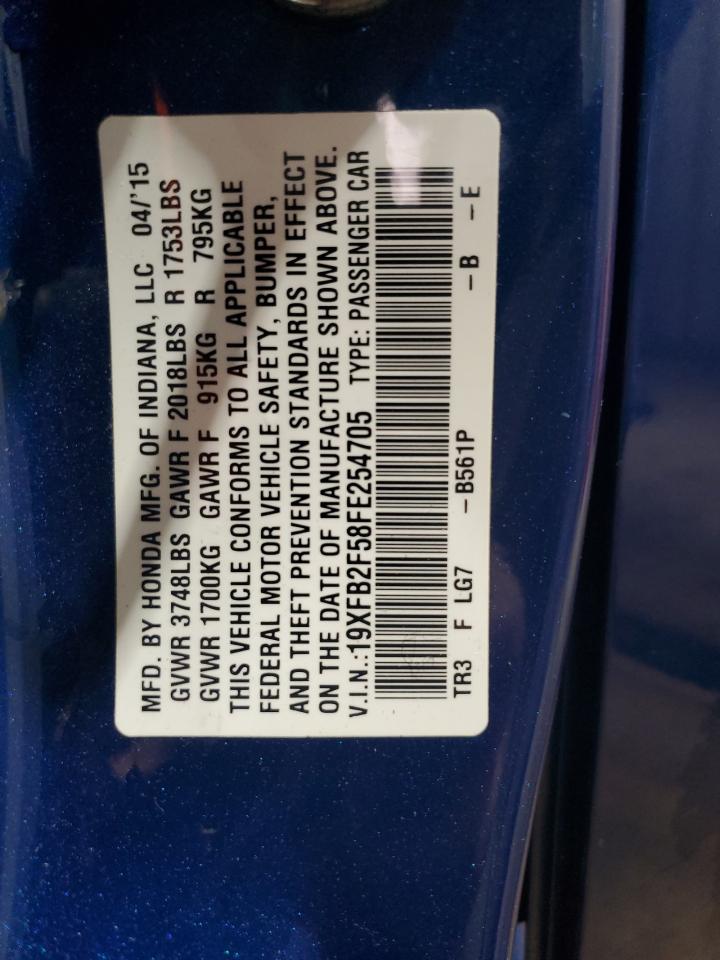 MFD. BY HONDA MFG. OF INDIANA, LLC 04/'15
GVWR 3748LBS GAWR F 2018LBS R 1753LBS
GVWR 1700KG GAWR F 915KG R 795KG
THIS VEHICLE CONFORMS TO ALL APPLICABLE
FEDERAL MOTOR VEHICLE SAFETY, BUMPER,
AND THEFT PREVENTION STANDARDS IN EFFECT
ON THE DATE OF MANUFACTURE SHOWN ABOVE.
V.I.N.:19XFB2F58FE254705 TYPE: PASSENGER CAR
TR3 F LG7 – B561P – B – E